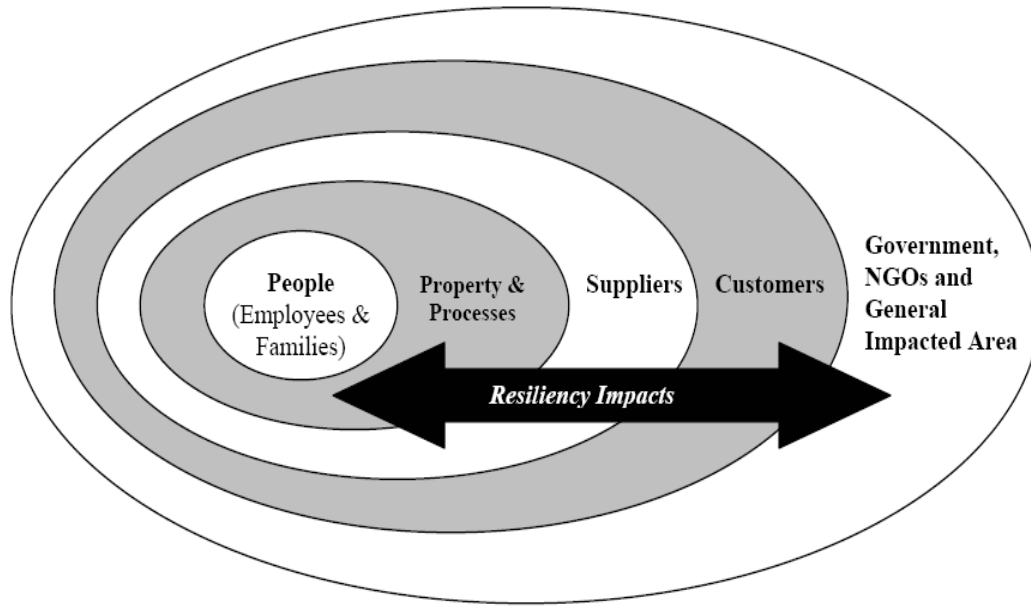 People
(Employees &
Families)
Property &
Processes
Suppliers
Customers
Government,
NGOs and
General
Impacted Area
Resiliency Impacts